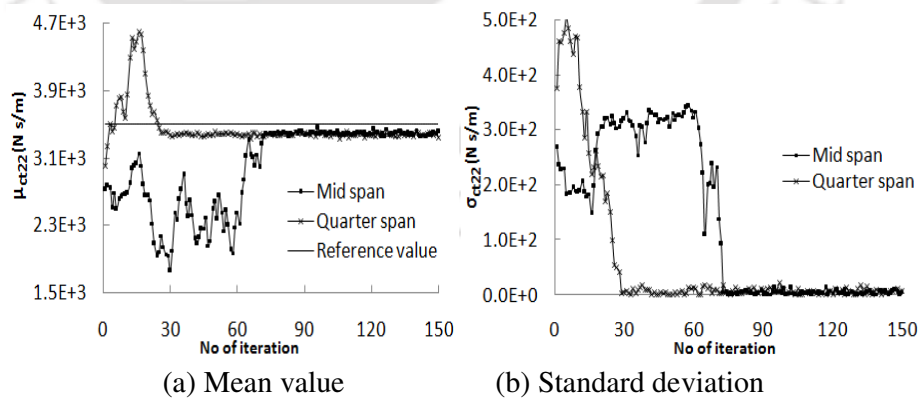 4.7E+3
3.9E+3
3.1E+3
2.3E+3
1.5E+3
μct22(N s/m)
Mid span
Quarter span
Reference value
0 30 60 90 120 150
No of iteration
(a) Mean value
5.0E+2
4.0E+2
3.0E+2
2.0E+2
1.0E+2
0.0E+0
σct22(N s/m)
Mid span
Quarter span
0 30 60 90 120 150
No of iteration
(b) Standard deviation